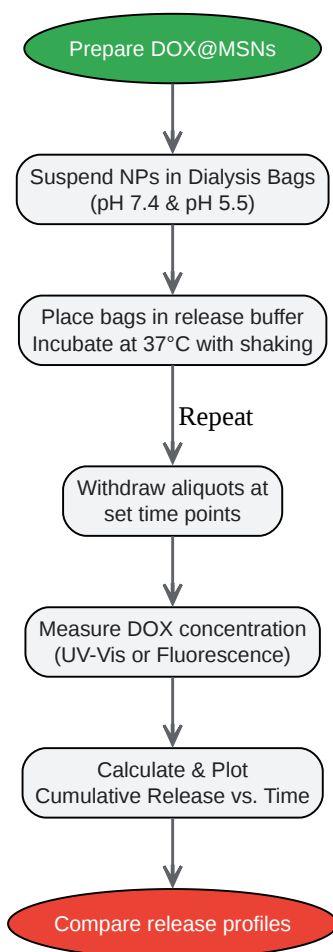 Prepare DOX@MSNs
Suspend NPs in Dialysis Bags
(pH 7.4 & pH 5.5)
Place bags in release buffer
Incubate at 37°C with shaking
Repeat
Withdraw aliquots at
set time points
Measure DOX concentration
(UV-Vis or Fluorescence)
Calculate & Plot
Cumulative Release vs. Time
Compare release profiles